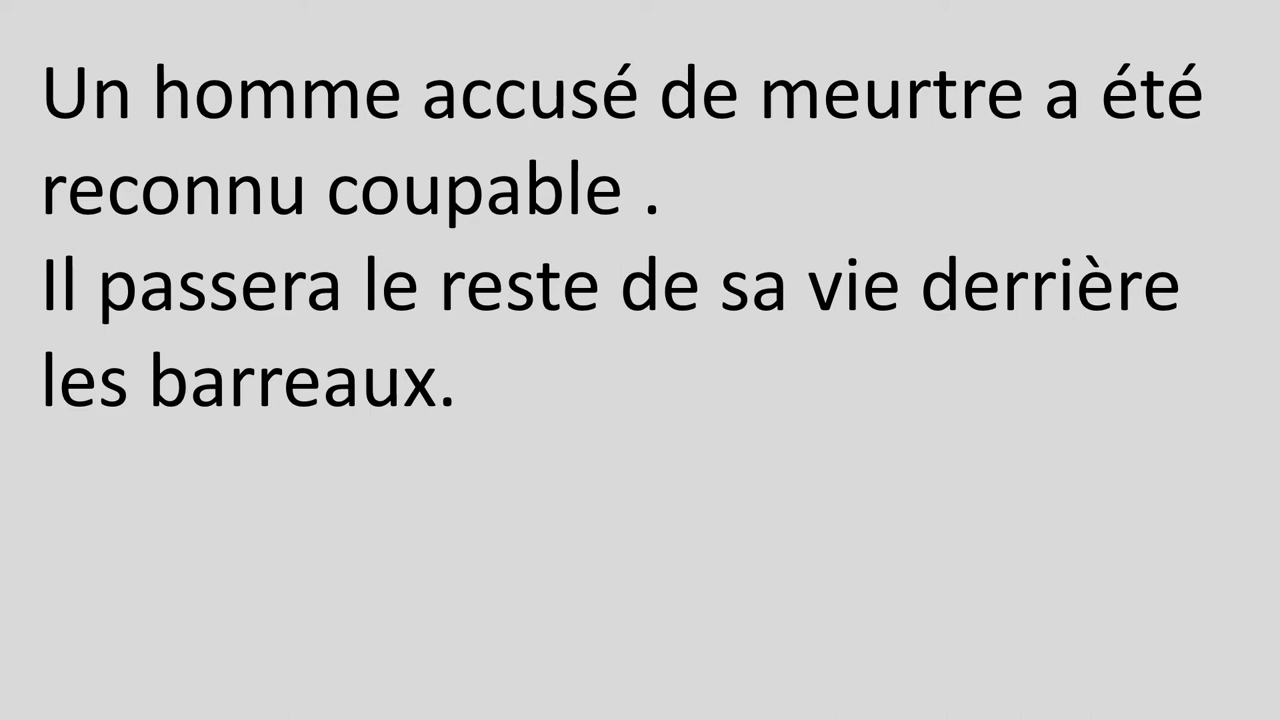 Un homme accusé de meurtre a été
reconnu coupable .
Il passera le reste de sa vie derrière
les barreaux.